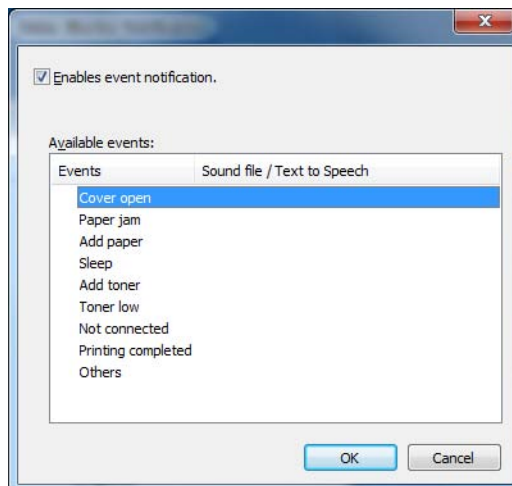 Enables event notification.
Available events:
Events Sound file / Text to Speech
Cover open
Paper jam
Add paper
Sleep
Add toner
Toner low
Not connected
Printing completed
Others
OK Cancel